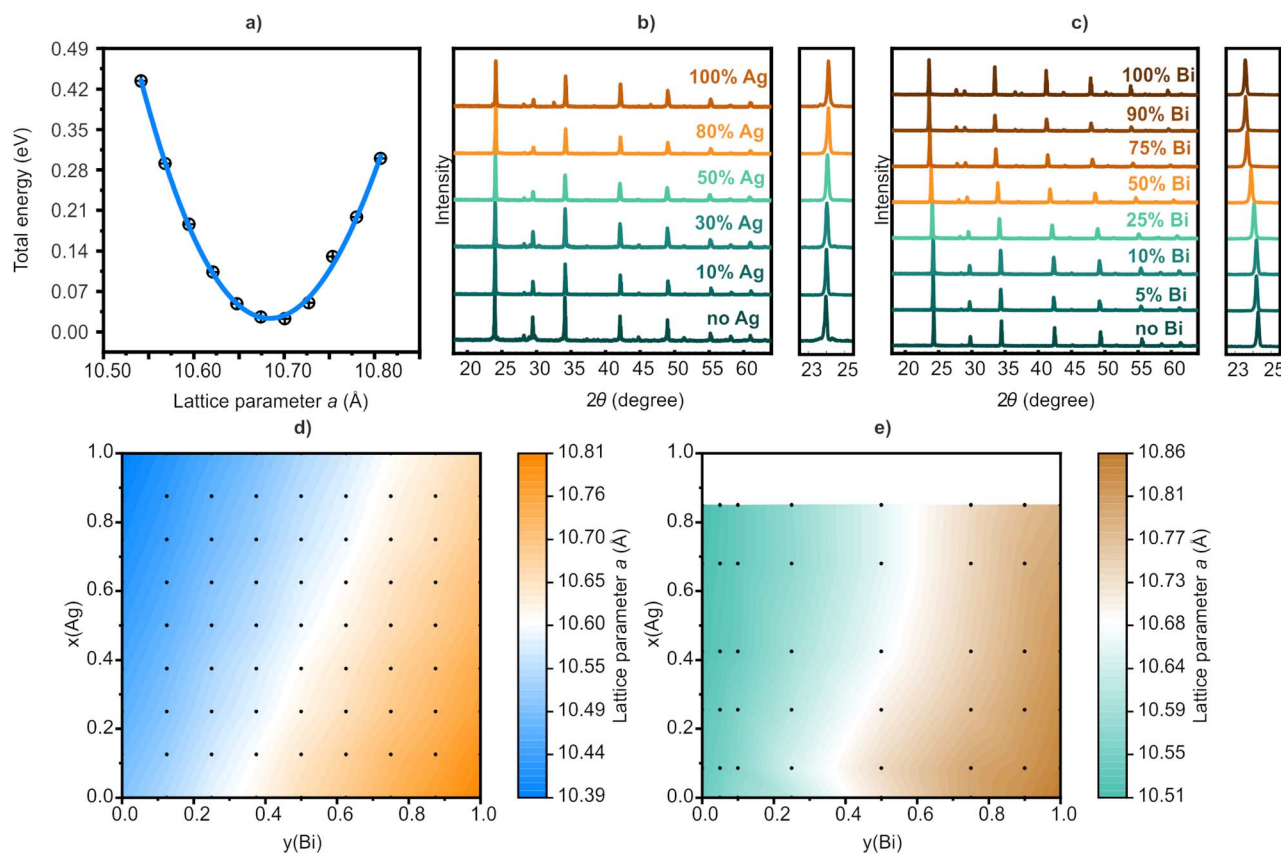 a)
0.49
0.42
0.35
0.28
0.21
0.14
0.07
0.00
Total energy (eV)
10.50 10.60 10.70 10.80
Lattice parameter a (Å)
b)
Intensity
100% Ag
80% Ag
50% Ag
30% Ag
10% Ag
no Ag
20 25 30 35 40 45 50 55 60
23 25
2θ (degree)
c)
Intensity
100% Bi
90% Bi
75% Bi
50% Bi
25% Bi
10% Bi
5% Bi
no Bi
20 25 30 35 40 45 50 55 60
23 25
2θ (degree)
d)
1.0
0.8
0.6
0.4
0.2
0.0
x(Ag)
0.0 0.2 0.4 0.6 0.8 1.0
y(Bi)
10.81
10.76
10.70
10.65
10.60
10.55
10.49
10.44
10.39
Lattice parameter a (Å)
e)
1.0
0.8
0.6
0.4
0.2
0.0
x(Ag)
0.0 0.2 0.4 0.6 0.8 1.0
y(Bi)
10.86
10.81
10.77
10.73
10.68
10.64
10.59
10.55
10.51
Lattice parameter a (Å)